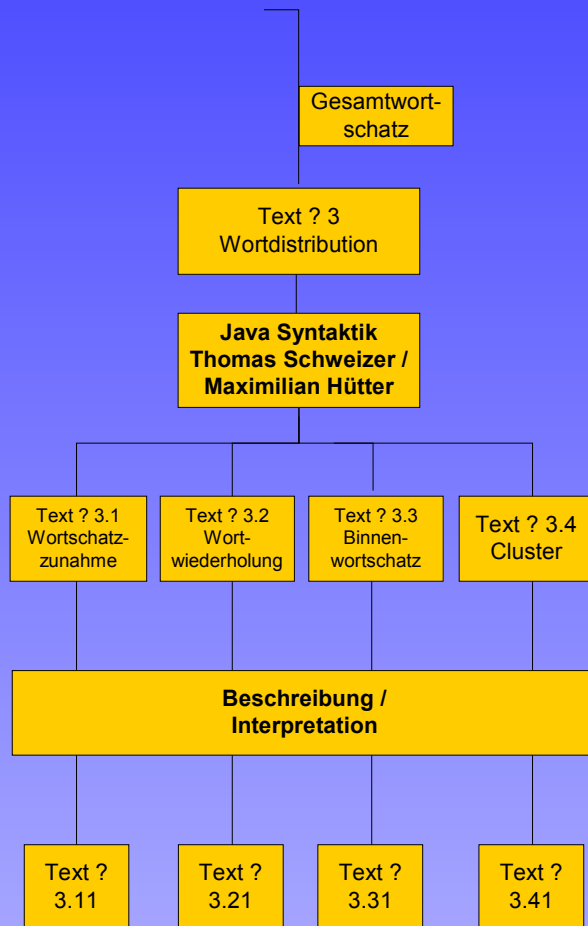 Gesamtwort-
schatz
Text ? 3
Wortdistribution
Java Syntaktik
Thomas Schweizer /
Maximilian Hütter
Text ? 3.1
Wortschatz-
zunahme
Text ? 3.2
Wort-
wiederholung
Text ? 3.3
Binnen-
wortschatz
Text ? 3.4
Cluster
Beschreibung /
Interpretation
Text ?
3.11
Text ?
3.21
Text ?
3.31
Text ?
3.41